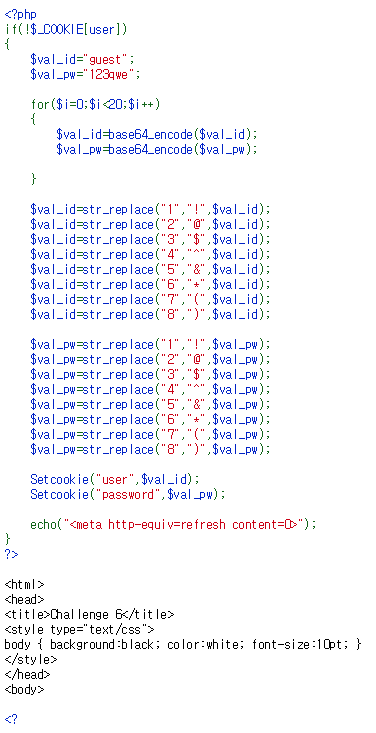 <?php
if(!$_COOKIE[user])
{
$val_id="guest";
$val_pw="123qwe";
for($i=0;$i<20;$i++)
{
$val_id=base64_encode($val_id);
$val_pw=base64_encode($val_pw);
}
$val_id=str_replace("1","!",$val_id);
$val_id=str_replace("2","@",$val_id);
$val_id=str_replace("3","$",$val_id);
$val_id=str_replace("4","^",$val_id);
$val_id=str_replace("5","&",$val_id);
$val_id=str_replace("6","*",$val_id);
$val_id=str_replace("7","(",$val_id);
$val_id=str_replace("8",")",$val_id);
$val_pw=str_replace("1","!",$val_pw);
$val_pw=str_replace("2","@",$val_pw);
$val_pw=str_replace("3","$",$val_pw);
$val_pw=str_replace("4","^",$val_pw);
$val_pw=str_replace("5","&",$val_pw);
$val_pw=str_replace("6","*",$val_pw);
$val_pw=str_replace("7","(",$val_pw);
$val_pw=str_replace("8",")",$val_pw);
Setcookie("user",$val_id);
Setcookie("password",$val_pw);
echo("<meta http-equiv=refresh content=0>");
}
?>
<html>
<head>
<title>Challenge 6</title>
<style type="text/css">
body { background:black; color:white; font-size:10pt; }
</style>
</head>
<body>
<?